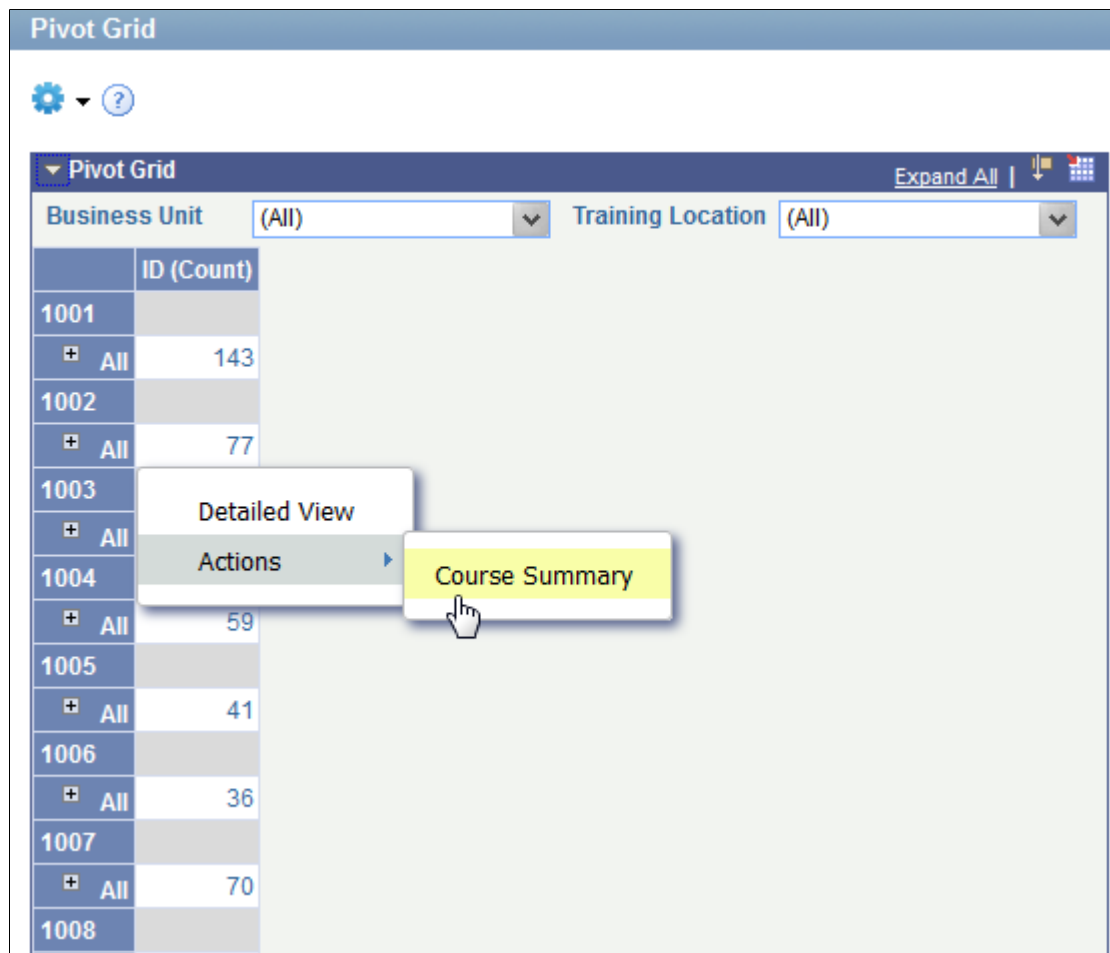 Pivot Grid
?
Pivot Grid Expand All |
Business Unit (All) Training Location (All)
ID (Count)
1001
All 143
1002
All 77
1003
Detailed View
All
Actions
1004
Course Summary
All 59
1005
All 41
1006
All 36
1007
All 70
1008